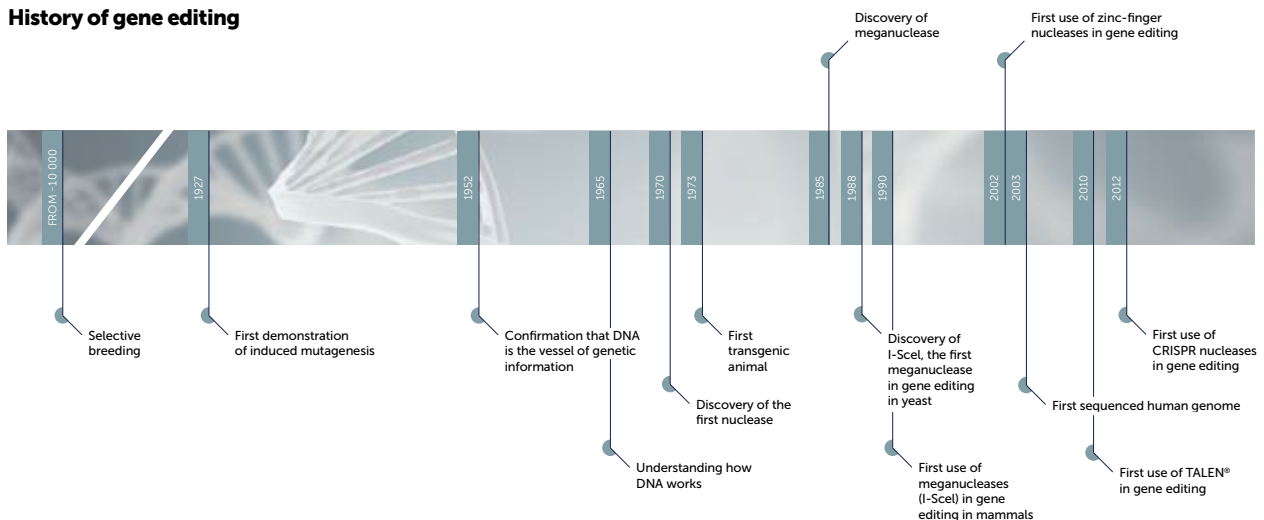 History of gene editing
Discovery of
meganuclease
First use of zinc-finger
nucleases in gene editing
FROM -10 000
1927
1952
1965
1970
1973
1985
1988
1990
2002
2003
2010
2012
Selective
breeding
First demonstration
of induced mutagenesis
Confirmation that DNA
is the vessel of genetic
information
Understanding how
DNA works
Discovery of the
first nuclease
First
transgenic
animal
Discovery of
I-SceI, the first
meganuclease
in gene editing
in yeast
First use of
meganucleases
(I-SceI) in gene
editing in mammals
First sequenced human genome
First use of TALEN®
in gene editing
First use of
CRISPR nucleases
in gene editing